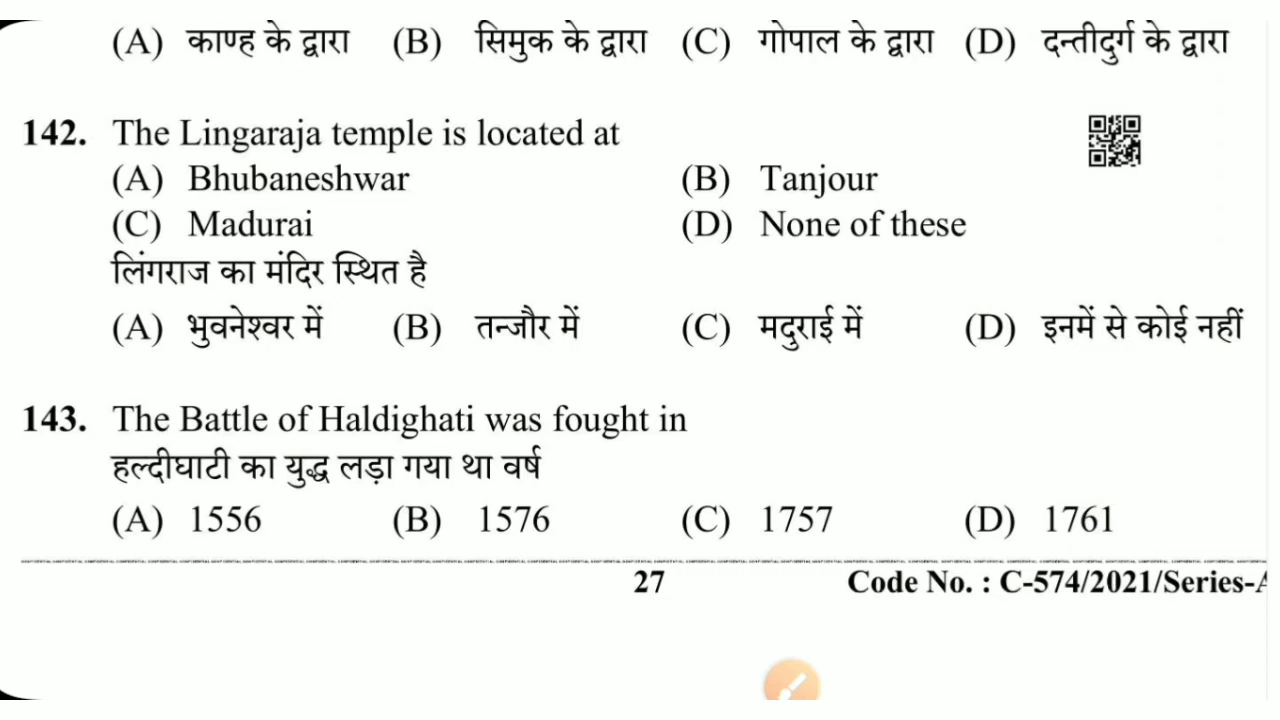 (A) काण्ह के द्वारा (B) सिमुक के द्वारा (C) गोपाल के द्वारा (D) दन्तीदुर्ग के द्वारा
142. The Lingaraja temple is located at
(A) Bhubaneshwar (B) Tanjour
(C) Madurai (D) None of these
लिंगराज का मंदिर स्थित है
(A) भुवनेश्वर में (B) तन्जौर में (C) मदुराई में (D) इनमें से कोई नहीं
143. The Battle of Haldighati was fought in
हल्दीघाटी का युद्ध लड़ा गया था वर्ष
(A) 1556 (B) 1576 (C) 1757 (D) 1761
27 Code No. : C-574/2021/Series-A